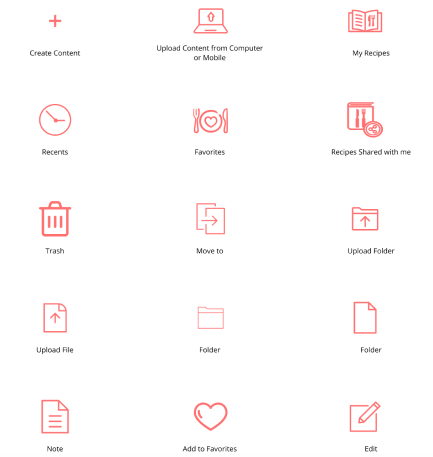 Create Content
Upload Content from Computer
or Mobile
My Recipes
Recents
Favorites
Recipes Shared with me
Trash
Move to
Upload Folder
Upload File
Folder
Folder
Note
Add to Favorites
Edit